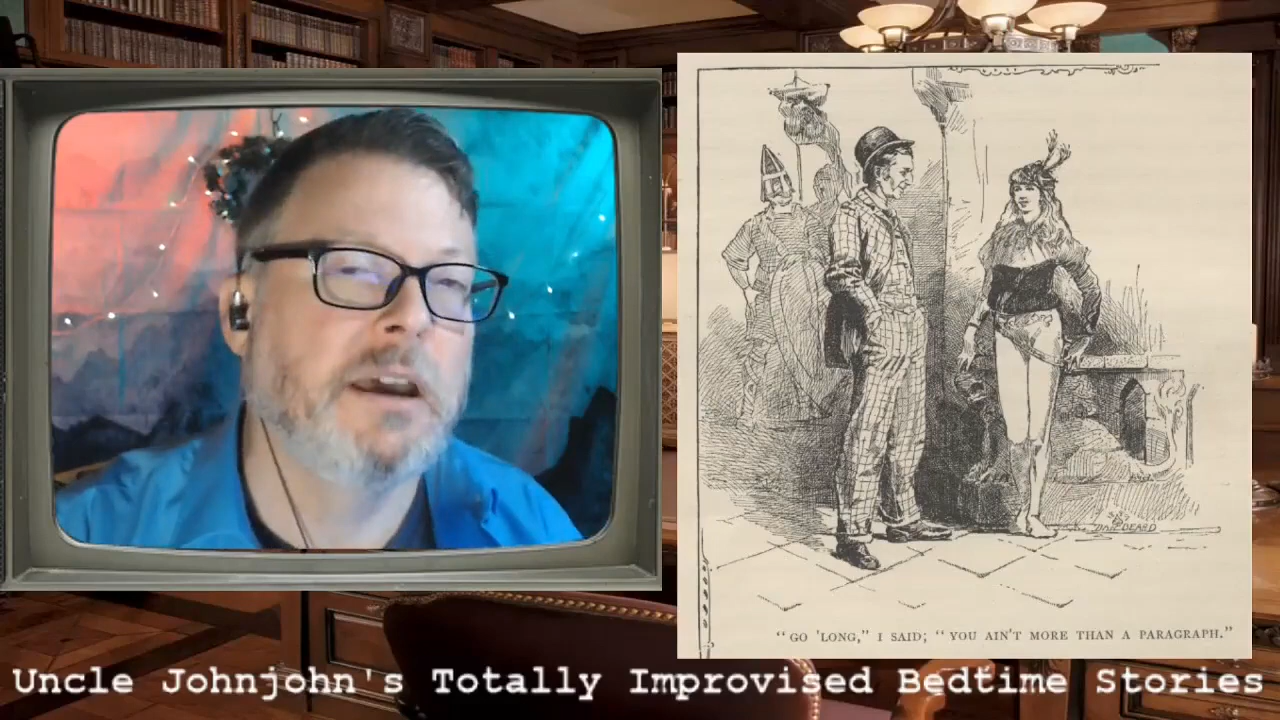 "GO 'LONG," I SAID; "YOU AIN'T MORE THAN A PARAGRAPH."
Uncle Johnjohn's Totally Improvised Bedtime Stories